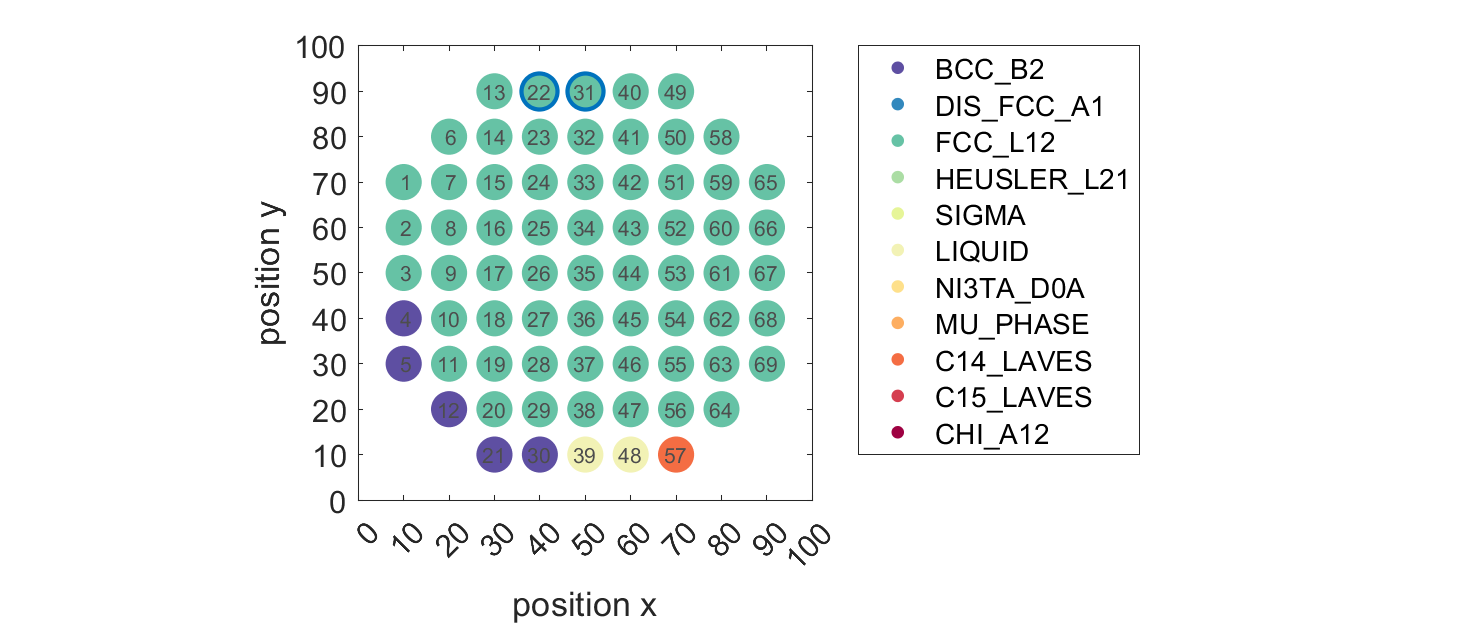 100
90
80
70
60
50
40
30
20
10
0
position y
13 22 31 40 49
6 14 23 32 41 50 58
1 7 15 24 33 42 51 59 65
2 8 16 25 34 43 52 60 66
3 9 17 26 35 44 53 61 67
4 10 18 27 36 45 54 62 68
5 11 19 28 37 46 55 63 69
12 20 29 38 47 56 64
21 30 39 48 57
0 10 20 30 40 50 60 70 80 90 100
position x
BCC_B2
DIS_FCC_A1
FCC_L12
HEUSLER_L21
SIGMA
LIQUID
NI3TA_D0A
MU_PHASE
C14_LAVES
C15_LAVES
CHI_A12